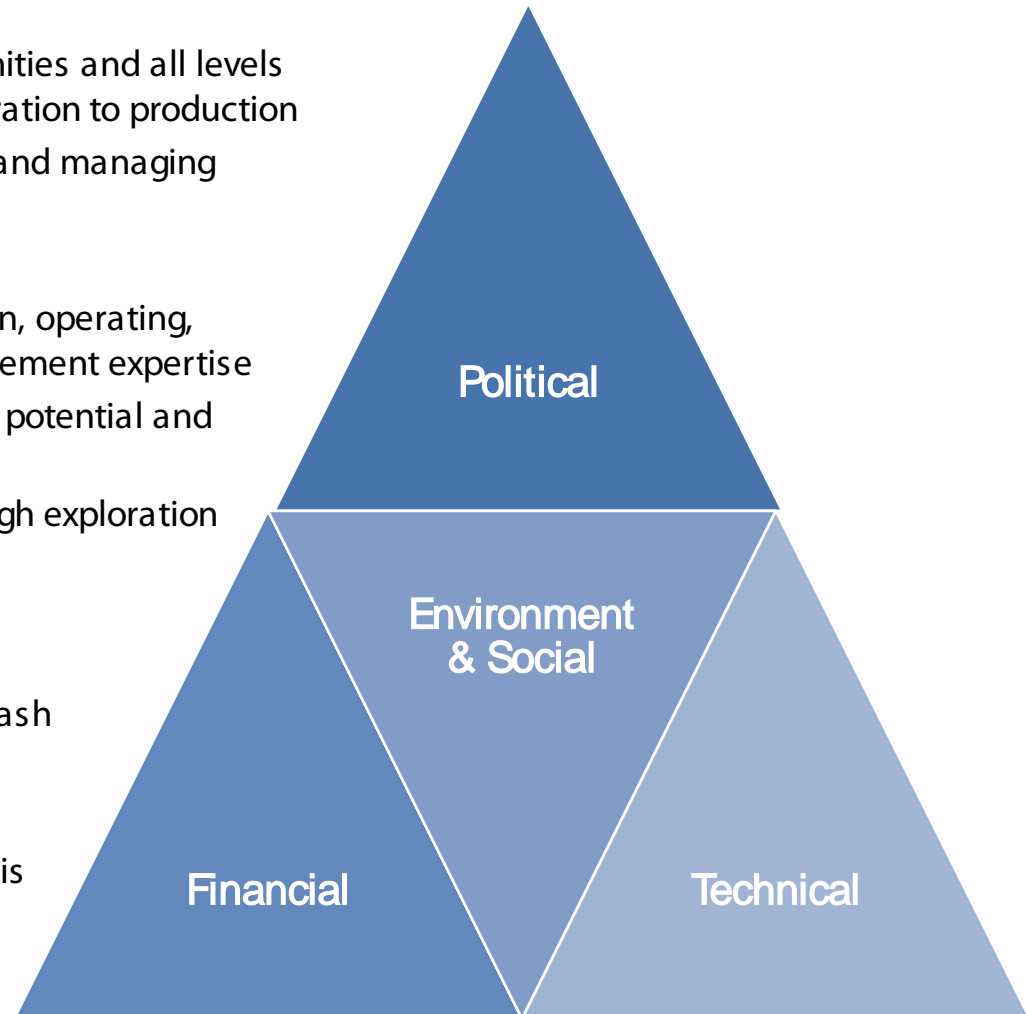 nities and all levels
ration to production
and managing
n, operating,
ement expertise
potential and
gh exploration
ash
is
Political
Environment
& Social
Financial
Technical